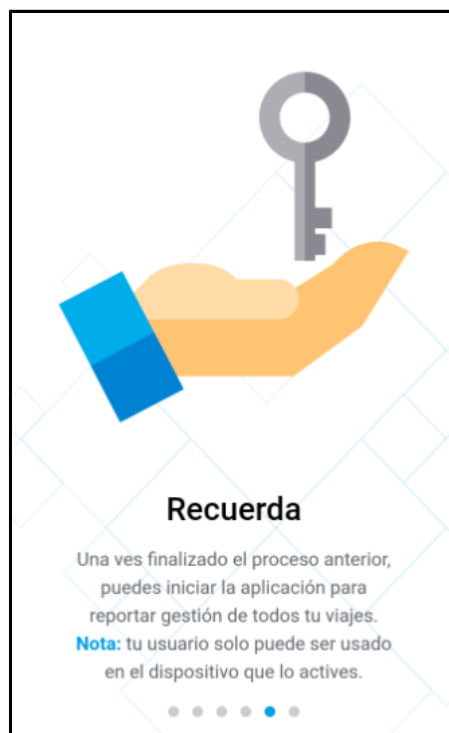 Recuerda
Una ves finalizado el proceso anterior,
puedes iniciar la aplicación para
reportar gestión de todos tu viajes.
Nota: tu usuario solo puede ser usado
en el dispositivo que lo actives.